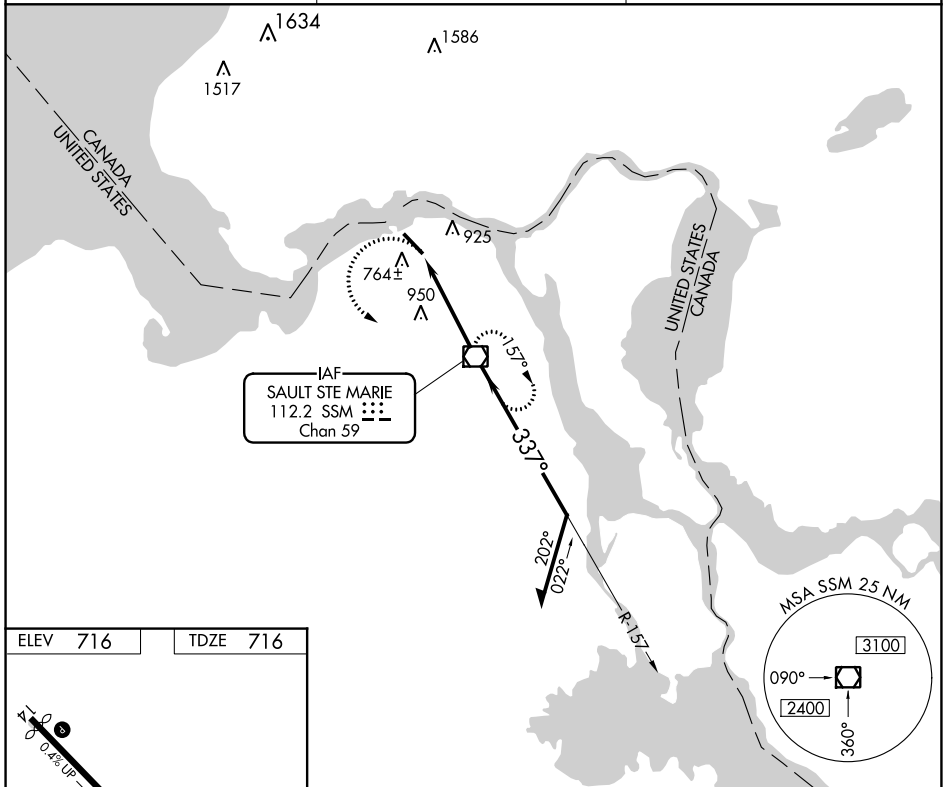 1634
1586
1517
CANADA
UNITED STATES
925
764±
950
UNITED STATES
CANADA
157°
IAF
SAULT STE MARIE
112.2 SSM
Chan 59
337°
202°
022°
R-157
MSA SSM 25 NM
3100
090°
2400
360°
ELEV 716
TDZE 716
14
P
0.4% UP